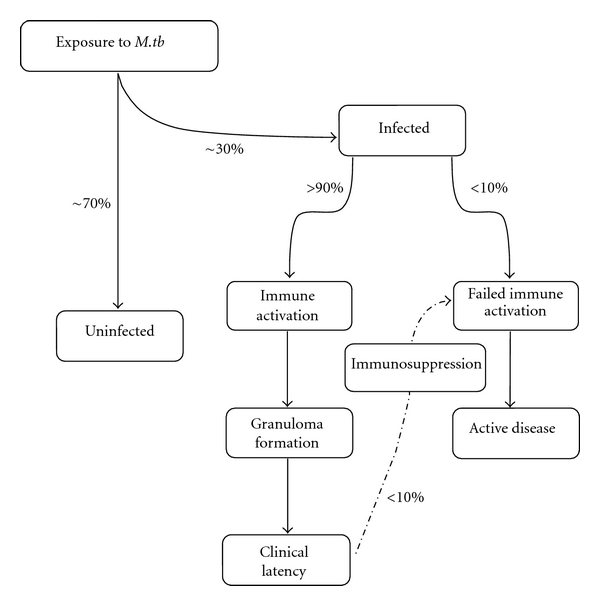 Exposure to M.tb
Infected
~30%
>90%
<10%
~70%
Immune
activation
Failed immune
activation
Uninfected
Immunosuppression
Granuloma
formation
Active disease
<10%
Clinical
latency